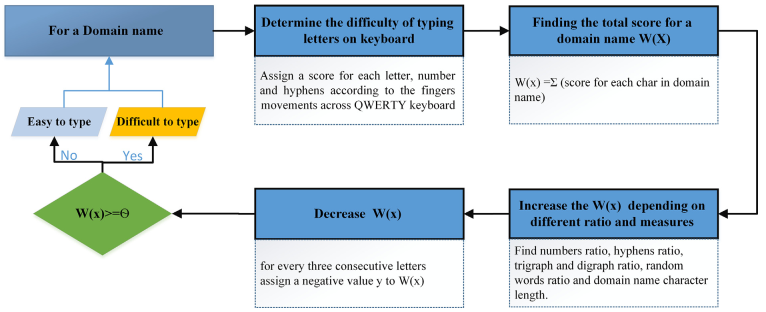 For a Domain name
Determine the difficulty of typing
letters on keyboard
Assign a score for each letter, number
and hyphens according to the fingers
movements across QWERTY keyboard
Finding the total score for a
domain name W(X)
W(x) =Σ (score for each char in domain
name)
Increase the W(x) depending on
different ratio and measures
Find numbers ratio, hyphens ratio,
trigraph and digraph ratio, random
words ratio and domain name character
length.
Decrease W(x)
for every three consecutive letters
assign a negative value y to W(x)
W(x)>=Θ
No
Yes
Easy to type
Difficult to type